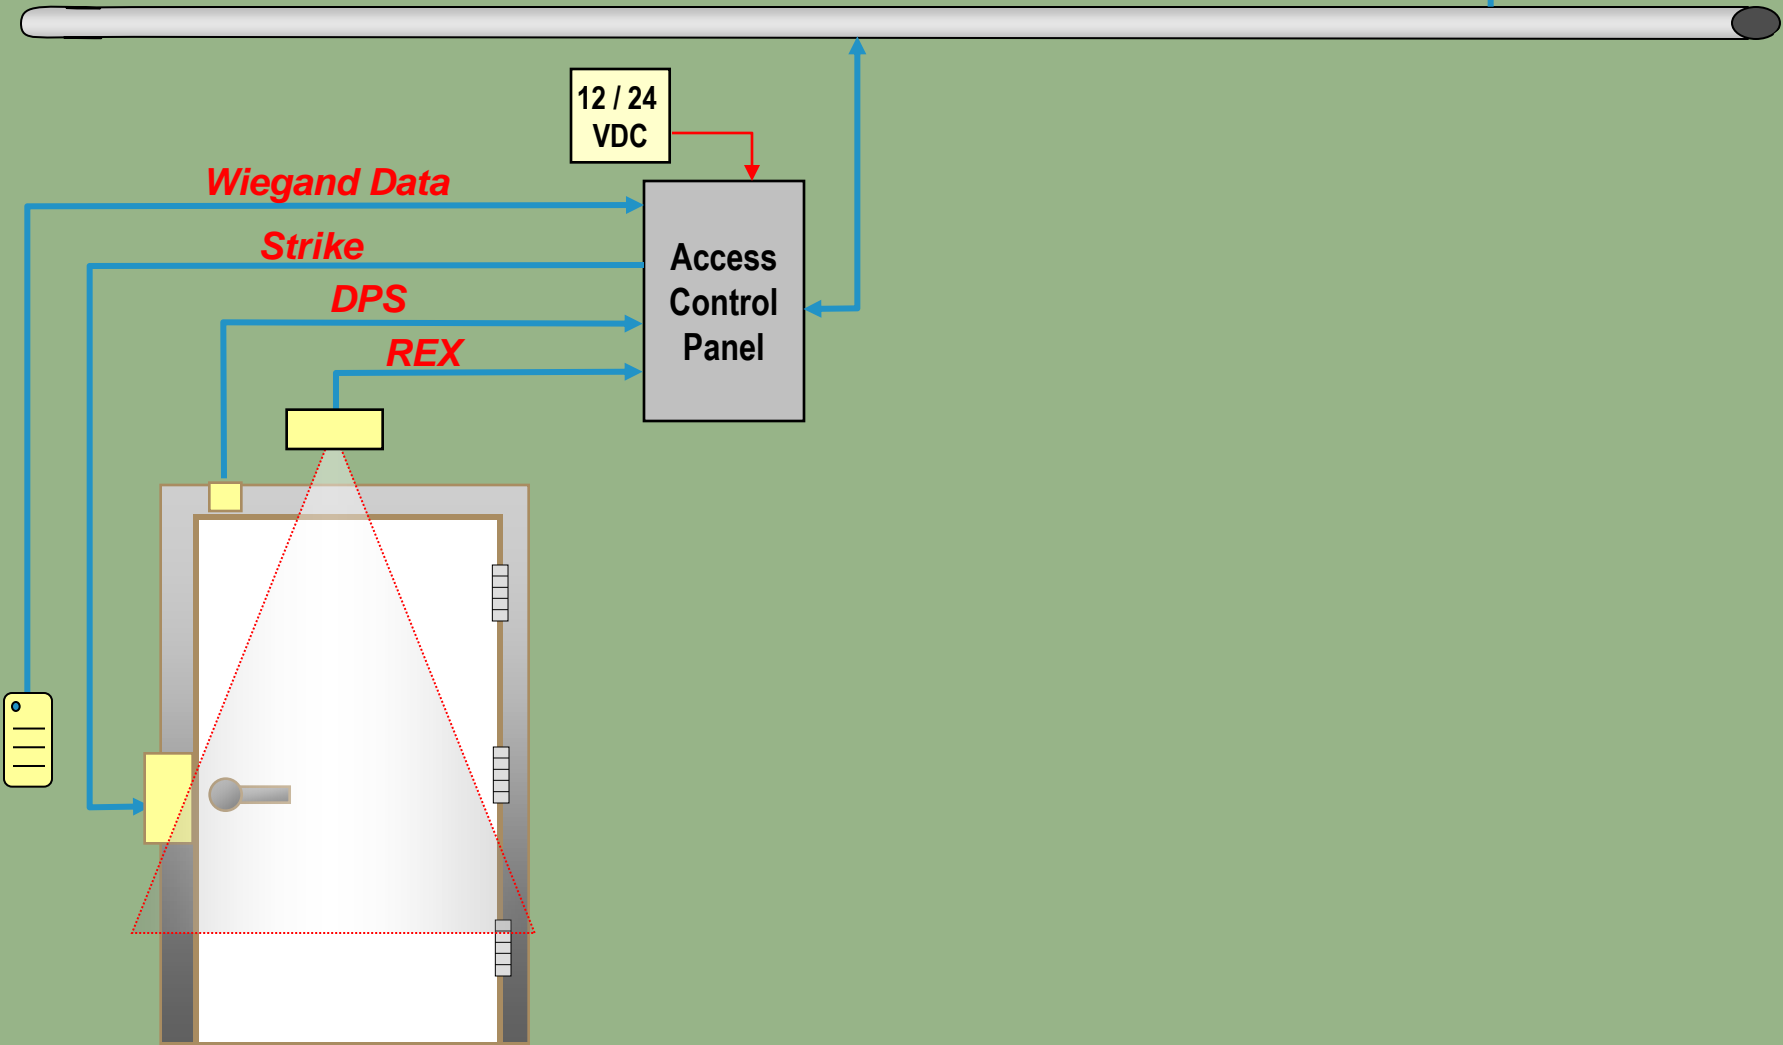 12 / 24
VDC
Wiegand Data
Strike
DPS
REX
Access
Control
Panel